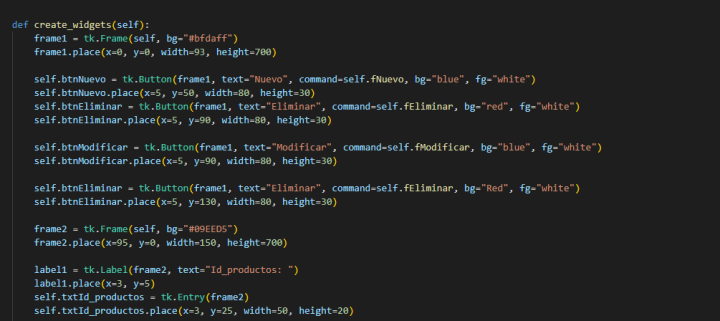 def create_widgets(self):
    frame1 = tk.Frame(self, bg="#bfdaff")
    frame1.place(x=0, y=0, width=93, height=700)

    self.btnNuevo = tk.Button(frame1, text="Nuevo", command=self.fNuevo, bg="blue", fg="white")
    self.btnNuevo.place(x=5, y=50, width=80, height=30)
    self.btnEliminar = tk.Button(frame1, text="Eliminar", command=self.fEliminar, bg="red", fg="white")
    self.btnEliminar.place(x=5, y=90, width=80, height=30)

    self.btnModificar = tk.Button(frame1, text="Modificar", command=self.fModificar, bg="blue", fg="white")
    self.btnModificar.place(x=5, y=90, width=80, height=30)

    self.btnEliminar = tk.Button(frame1, text="Eliminar", command=self.fEliminar, bg="Red", fg="white")
    self.btnEliminar.place(x=5, y=130, width=80, height=30)

    frame2 = tk.Frame(self, bg="#09EED5")
    frame2.place(x=95, y=0, width=150, height=700)

    label1 = tk.Label(frame2, text="Id_productos: ")
    label1.place(x=3, y=5)
    self.txtId_productos = tk.Entry(frame2)
    self.txtId_productos.place(x=3, y=25, width=50, height=20)